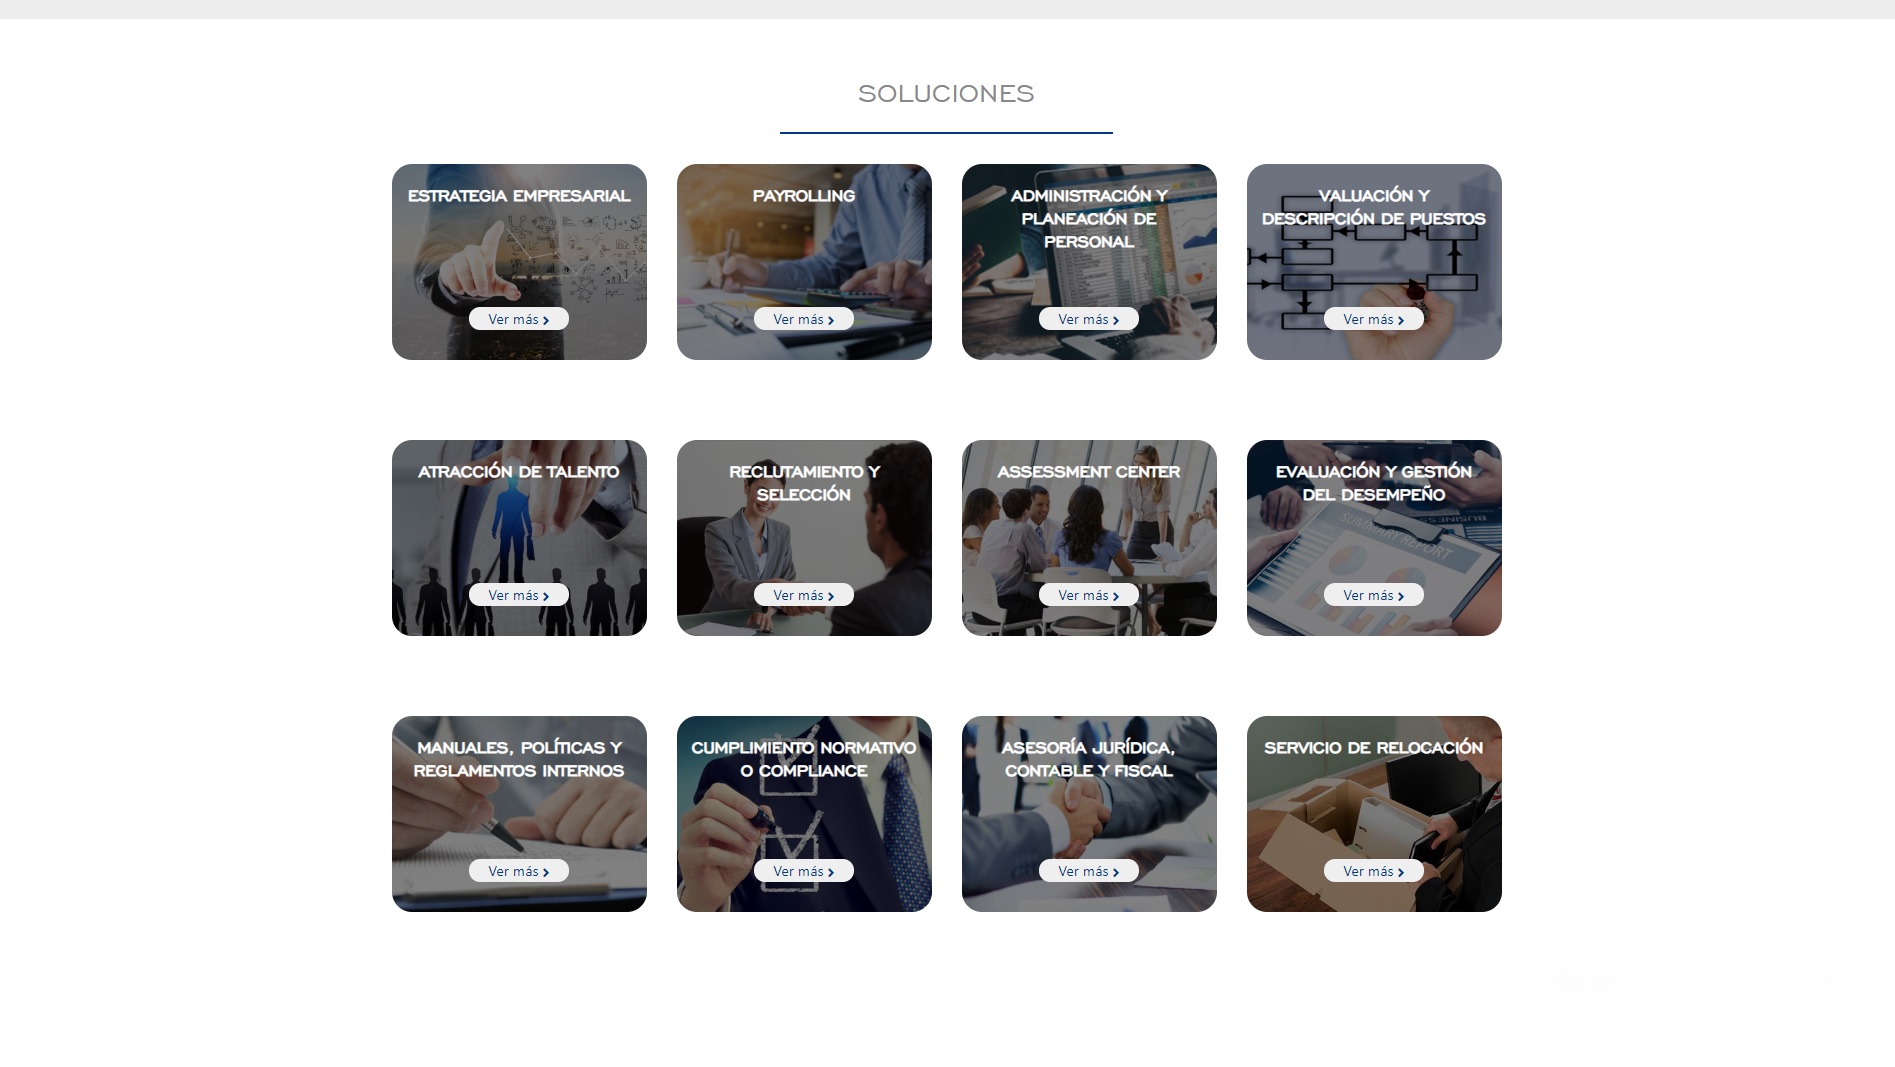 SOLUCIONES
ESTRATEGIA EMPRESARIAL
Ver más
PAYROLLING
Ver más
ADMINISTRACIÓN Y
PLANEACIÓN DE
PERSONAL
Ver más
VALUACIÓN Y
DESCRIPCIÓN DE PUESTOS
Ver más
ATRACCIÓN DE TALENTO
Ver más
RECLUTAMIENTO Y
SELECCIÓN
Ver más
ASSESSMENT CENTER
Ver más
EVALUACIÓN Y GESTIÓN
DEL DESEMPEÑO
SUMMARY REPORT
BUSINESS
Ver más
MANUALES, POLÍTICAS Y
REGLAMENTOS INTERNOS
Ver más
CUMPLIMIENTO NORMATIVO
O COMPLIANCE
Ver más
ASESORÍA JURÍDICA,
CONTABLE Y FISCAL
Ver más
SERVICIO DE RELOCACIÓN
Ver más